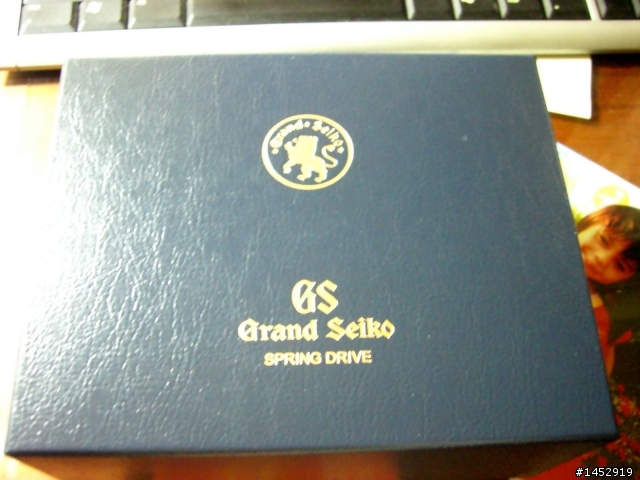 Grand Seiko
GS
Grand Seiko
SPRING DRIVE
#1452919